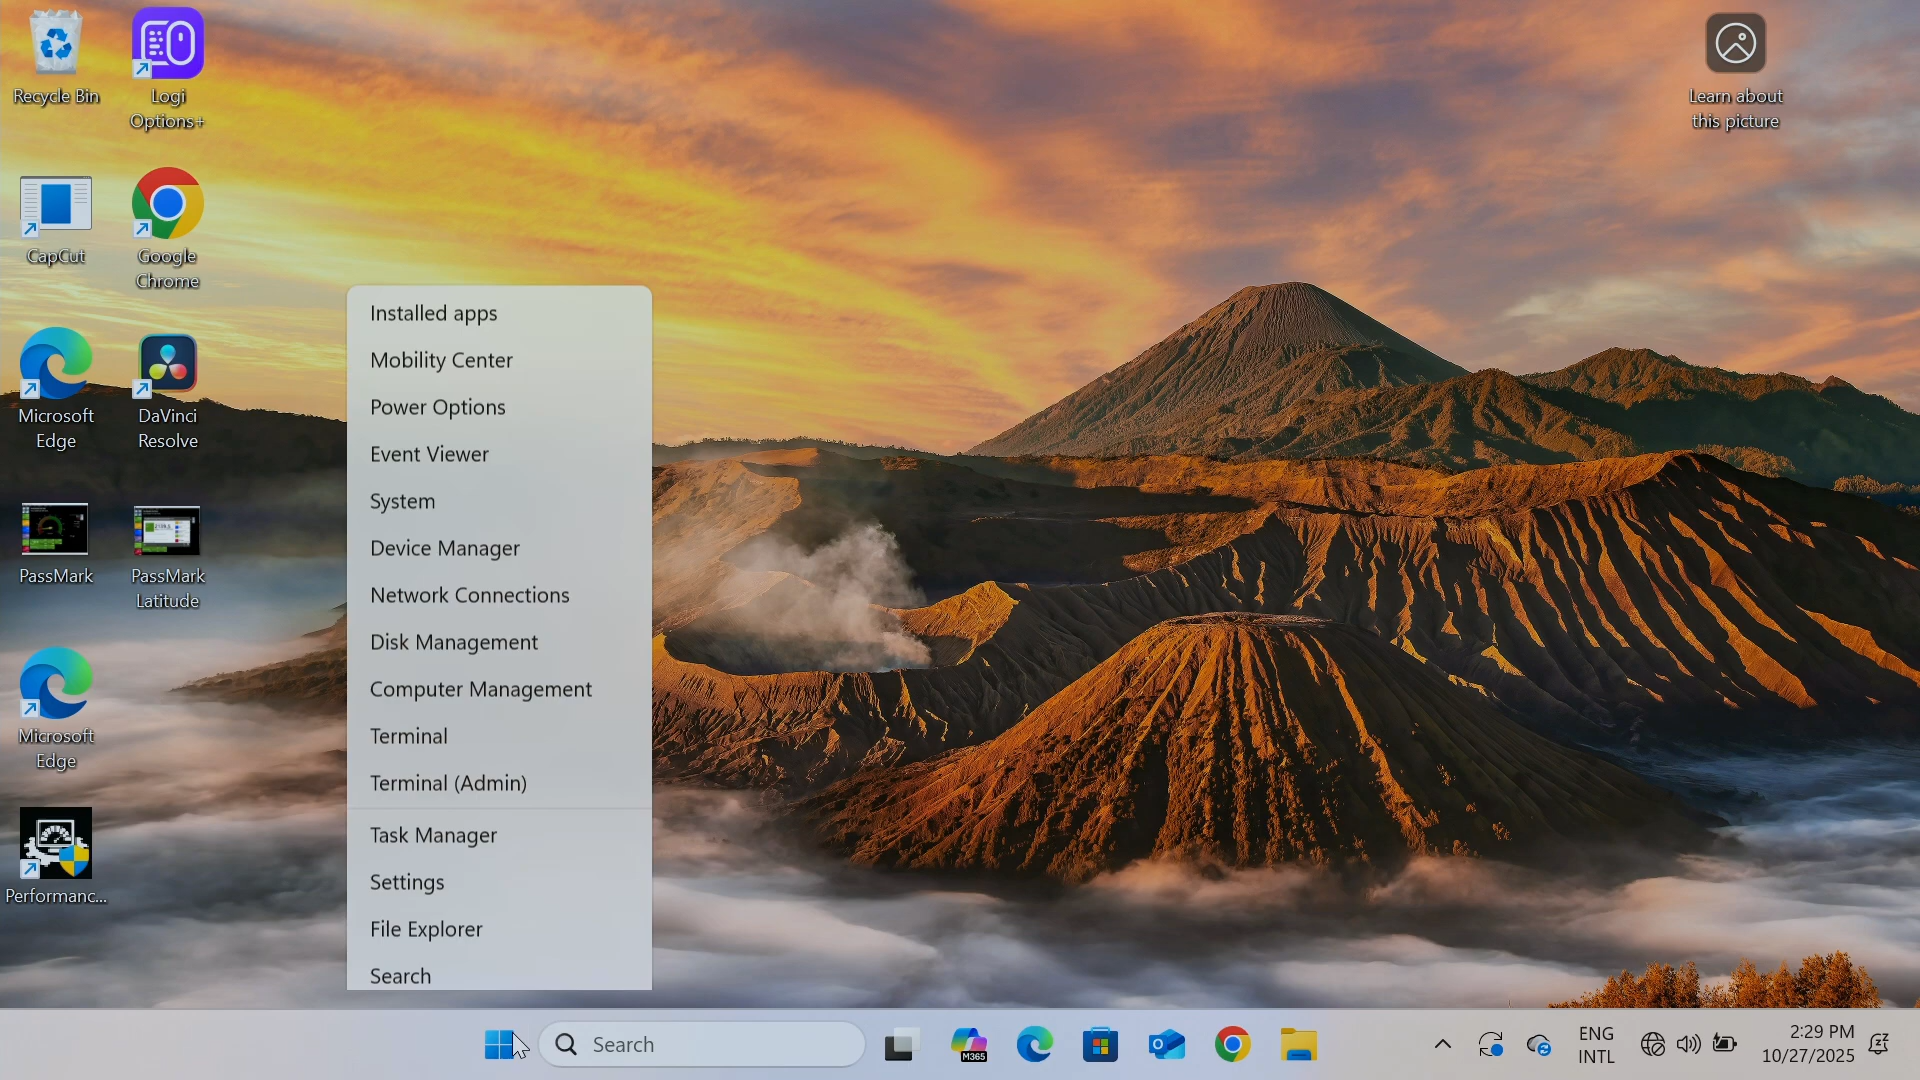 Recycle Bin
Logi
Options+
CapCut
Google
Chrome
Microsoft
Edge
DaVinci
Resolve
PassMark
PassMark
Latitude
Microsoft
Edge
Performanc...
Learn about
this picture
Installed apps
Mobility Center
Power Options
Event Viewer
System
Device Manager
Network Connections
Disk Management
Computer Management
Terminal
Terminal (Admin)
Task Manager
Settings
File Explorer
Search
Search
M365
ENG
INTL
2:29 PM
10/27/2025